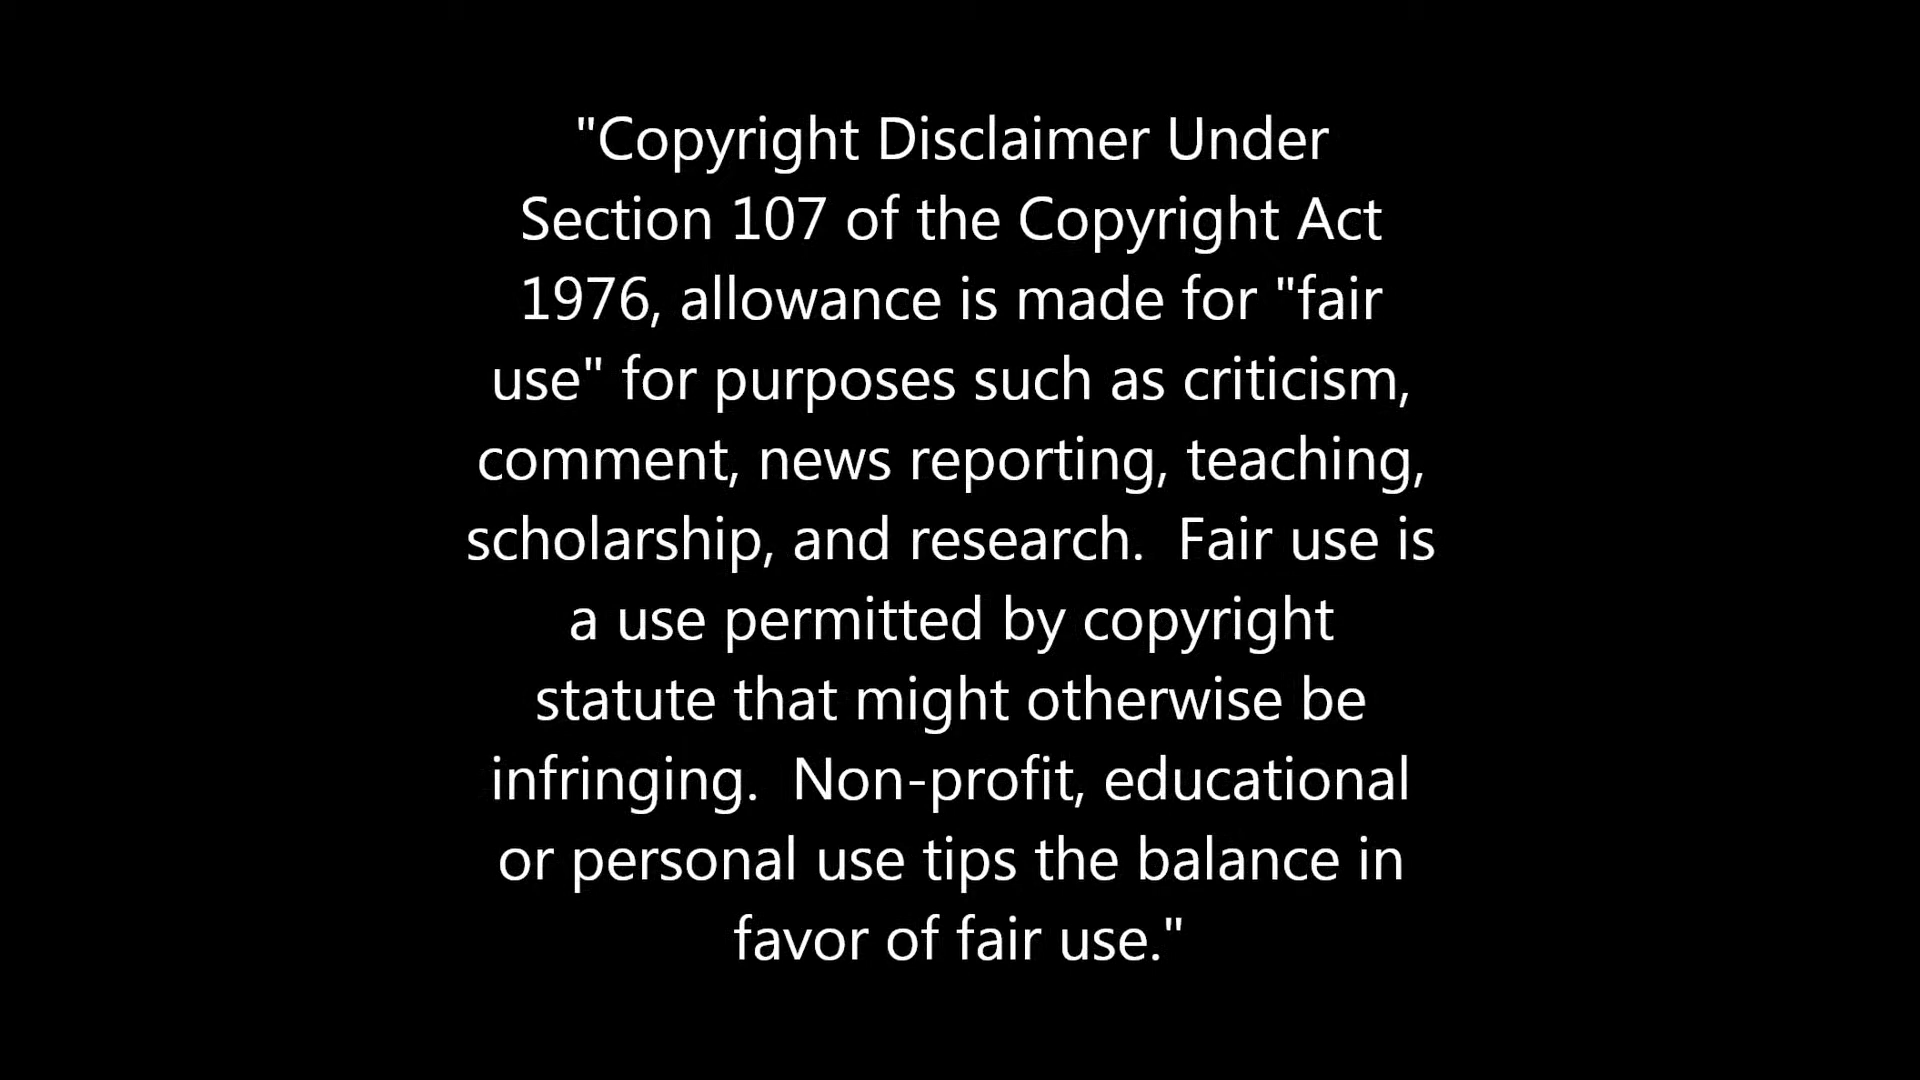 "Copyright Disclaimer Under
Section 107 of the Copyright Act
1976, allowance is made for "fair
use" for purposes such as criticism,
comment, news reporting, teaching,
scholarship, and research.  Fair use is
a use permitted by copyright
statute that might otherwise be
infringing.  Non-profit, educational
or personal use tips the balance in
favor of fair use."